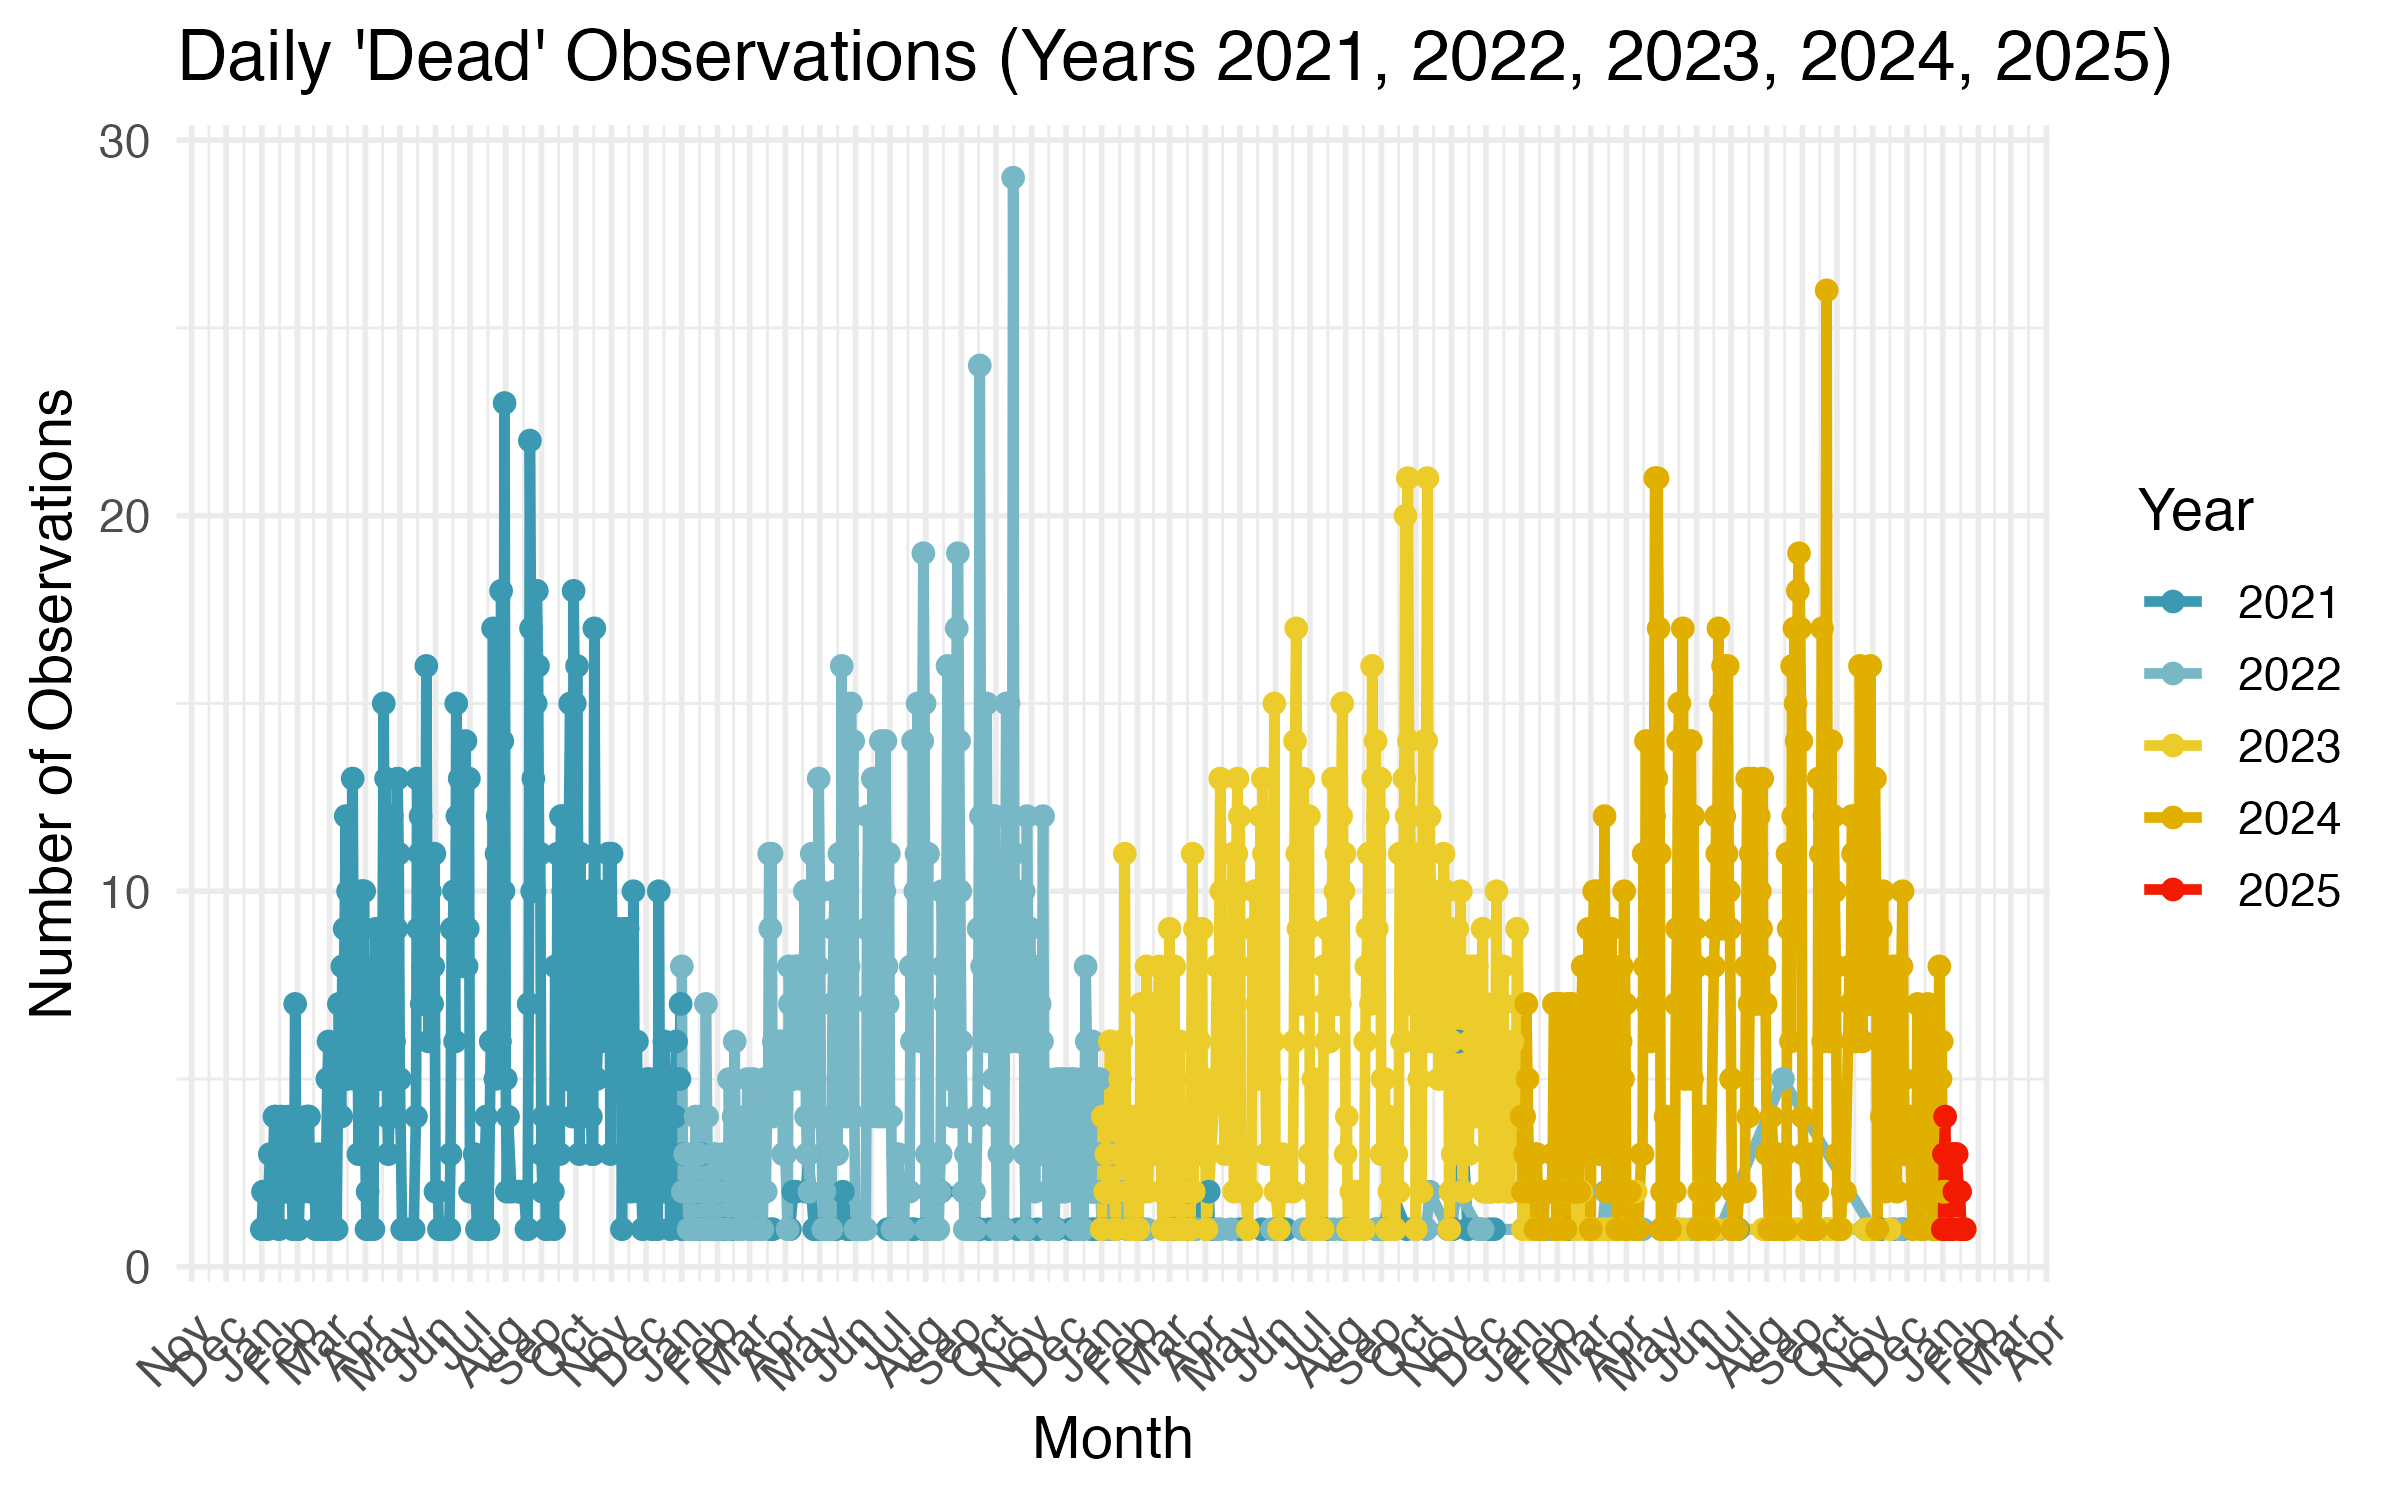 Daily 'Dead' Observations (Years 2021, 2022, 2023, 2024, 2025)
Number of Observations
30
20
10
0
Nov Dec Jan Feb Mar Apr May Jun Jul Aug Sep Oct Nov Dec Jan Feb Mar Apr May Jun Jul Aug Sep Oct Nov Dec Jan Feb Mar Apr May Jun Jul Aug Sep Oct Nov Dec Jan Feb Mar Apr May Jun Jul Aug Sep Oct Nov Dec Jan Feb Mar Apr
Month
Year
2021
2022
2023
2024
2025